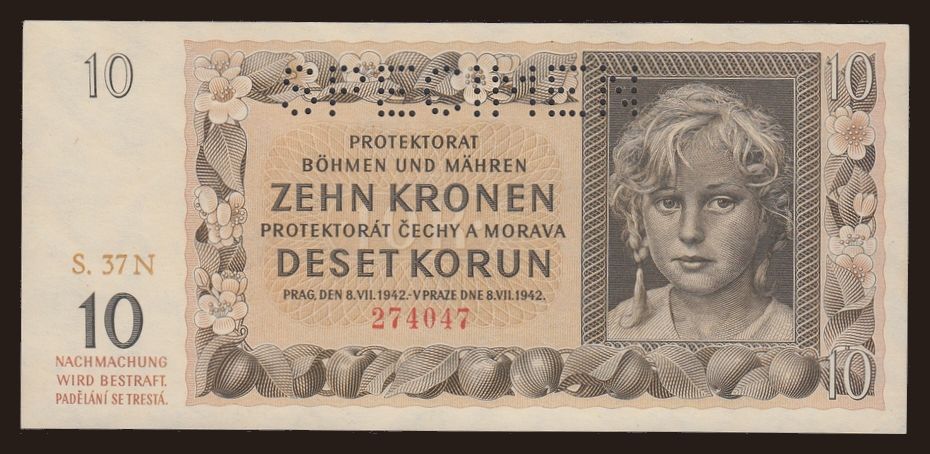 10
SPECIMEN
10
PROTEKTORAT
BÖHMEN UND MÄHREN
ZEHN KRONEN
PROTEKTORÁT ČECHY A MORAVA
DESET KORUN
PRAG, DEN 8. VII. 1942.-V PRAZE DNE 8. VII. 1942.
274047
S. 37 N
10
NACHMACHUNG
WIRD BESTRAFT.
PADĚLÁNÍ SE TRESTÁ.
10